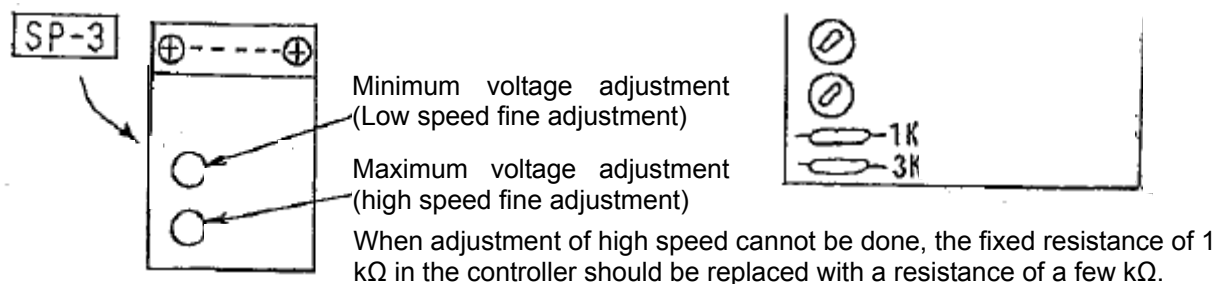 SP-3
Minimum voltage adjustment
(Low speed fine adjustment)
Maximum voltage adjustment
(high speed fine adjustment)
1K
3K
When adjustment of high speed cannot be done, the fixed resistance of 1
kΩ in the controller should be replaced with a resistance of a few kΩ.